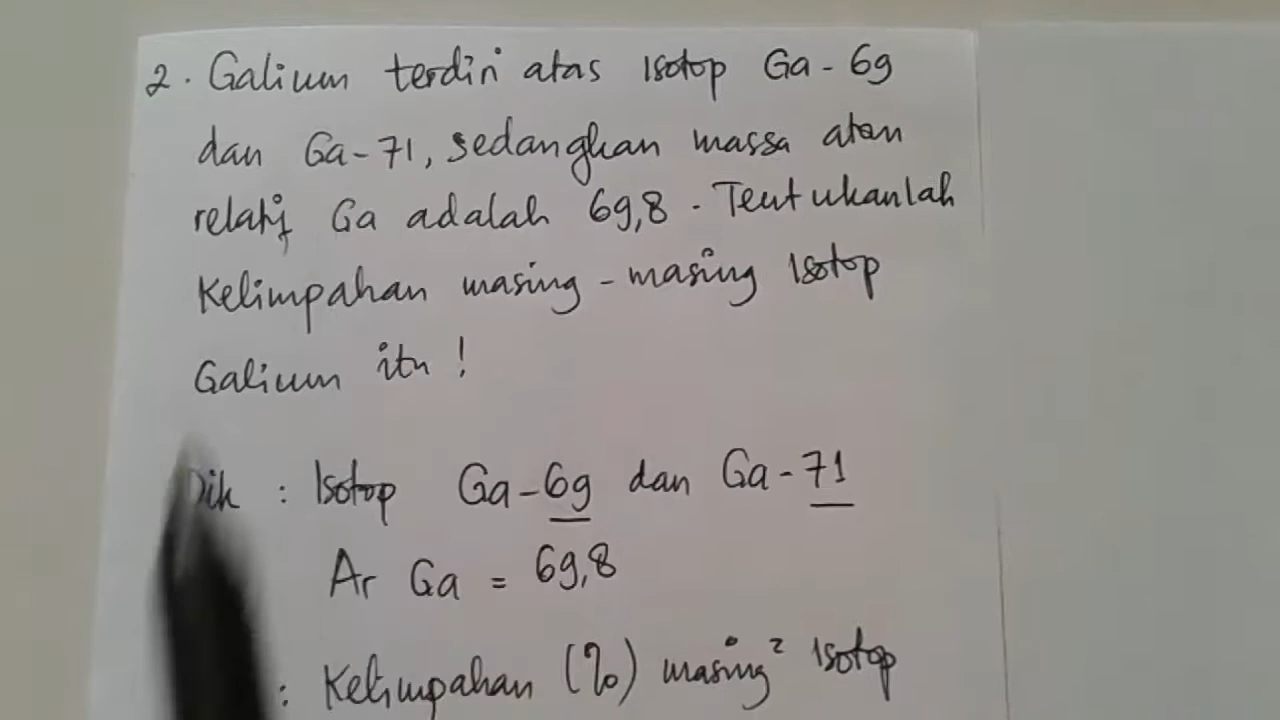 2. Galium terdiri atas Isotop Ga-69
dan Ga-71, sedangkan massa atom
relatif Ga adalah 69,8. Tentukanlah
Kelimpahan masing-masing Isotop
Galium itu!
Dik : Isotop Ga-69 dan Ga-71
Ar Ga = 69,8
: Kelimpahan (%) masing² Isotop